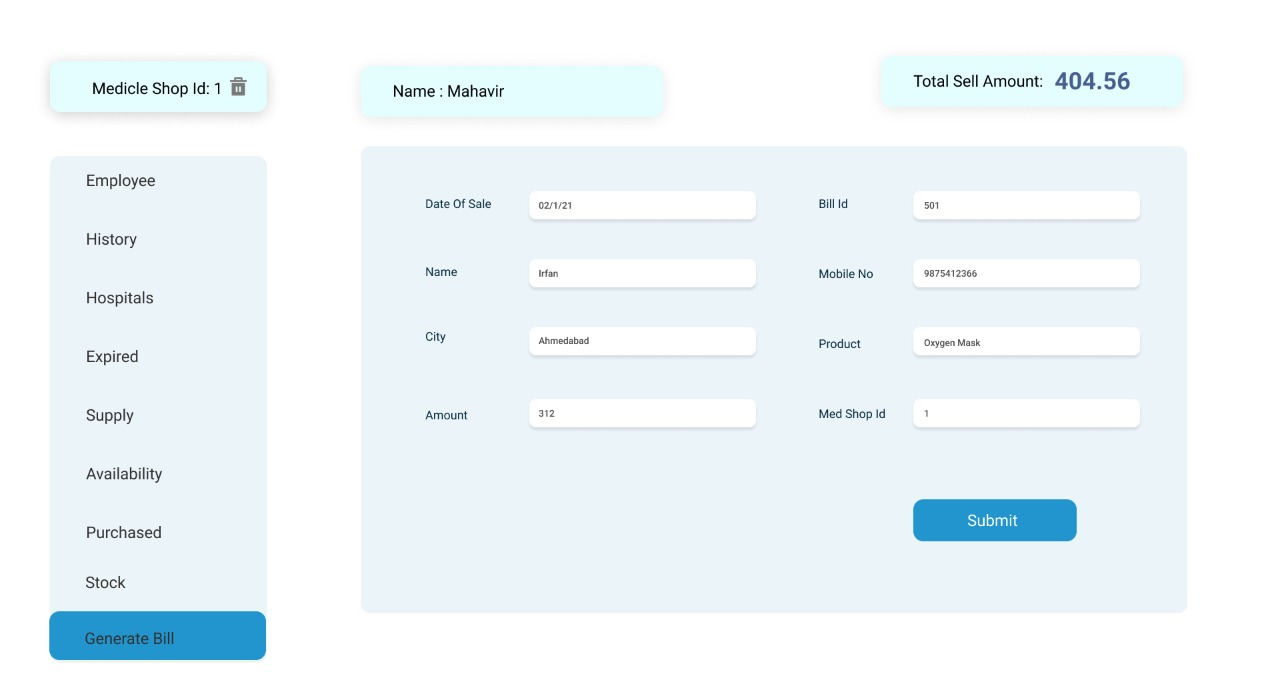 Medicle Shop Id: 1
Name : Mahavir
Total Sell Amount: 404.56
Employee
History
Hospitals
Expired
Supply
Availability
Purchased
Stock
Generate Bill
Date Of Sale 02/1/21
Bill Id 501
Name Irfan
Mobile No 9875412366
City Ahmedabad
Product Oxygen Mask
Amount 312
Med Shop Id 1
Submit